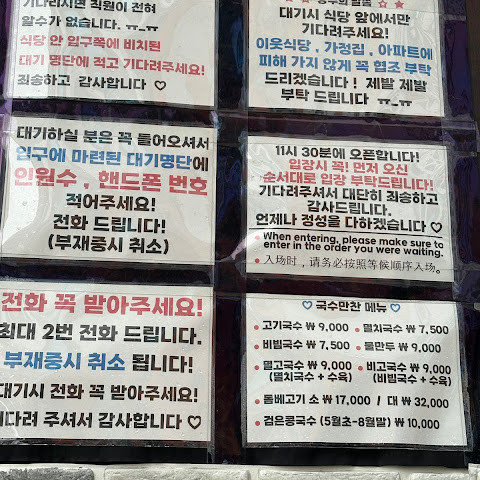 기다리시면 직원이 전혀
알수가 없습니다. ㅠ_ㅠ
식당 안 입구쪽에 비치된
대기 명단에 적고 기다려주세요!
죄송하고 감사합니다 ♡
대기시 식당 앞에서만
기다려주세요!
이웃식당 , 가정집 , 아파트에
피해 가지 않게 꼭 협조 부탁
드리겠습니다 ! 제발 제발
부탁 드립니다 ㅠ_ㅠ
대기하실 분은 꼭 들어오셔서
입구에 마련된 대기명단에
인원수 , 핸드폰 번호
적어주세요!
전화 드립니다!
(부재중시 취소)
11시 30분에 오픈합니다!
입장시 꼭! 먼저 오신
순서대로 입장 부탁드립니다!
기다려주셔서 대단히 죄송하고
감사드립니다.
언제나 정성을 다하겠습니다 ♡
• When entering, please make sure to
enter in the order you were waiting.
• 入场时，请务必按照等候顺序入场。
전화 꼭 받아주세요!
최대 2번 전화 드립니다.
부재중시 취소 됩니다!
대기시 전화 꼭 받아주세요!
기다려 주셔서 감사합니다 ♡
♡ 국수만찬 메뉴 ♡
• 고기국수 ₩ 9,000 • 멸치국수 ₩ 7,500
• 비빔국수 ₩ 7,500 • 물만두 ₩ 9,000
• 멸고국수 ₩ 9,000 • 비고국수 ₩ 9,000
(멸치국수 + 수육) (비빔국수 + 수육)
• 돔베고기 소 ₩ 17,000 / 대 ₩ 32,000
• 검은콩국수 (5월초-8월말) ₩ 10,000